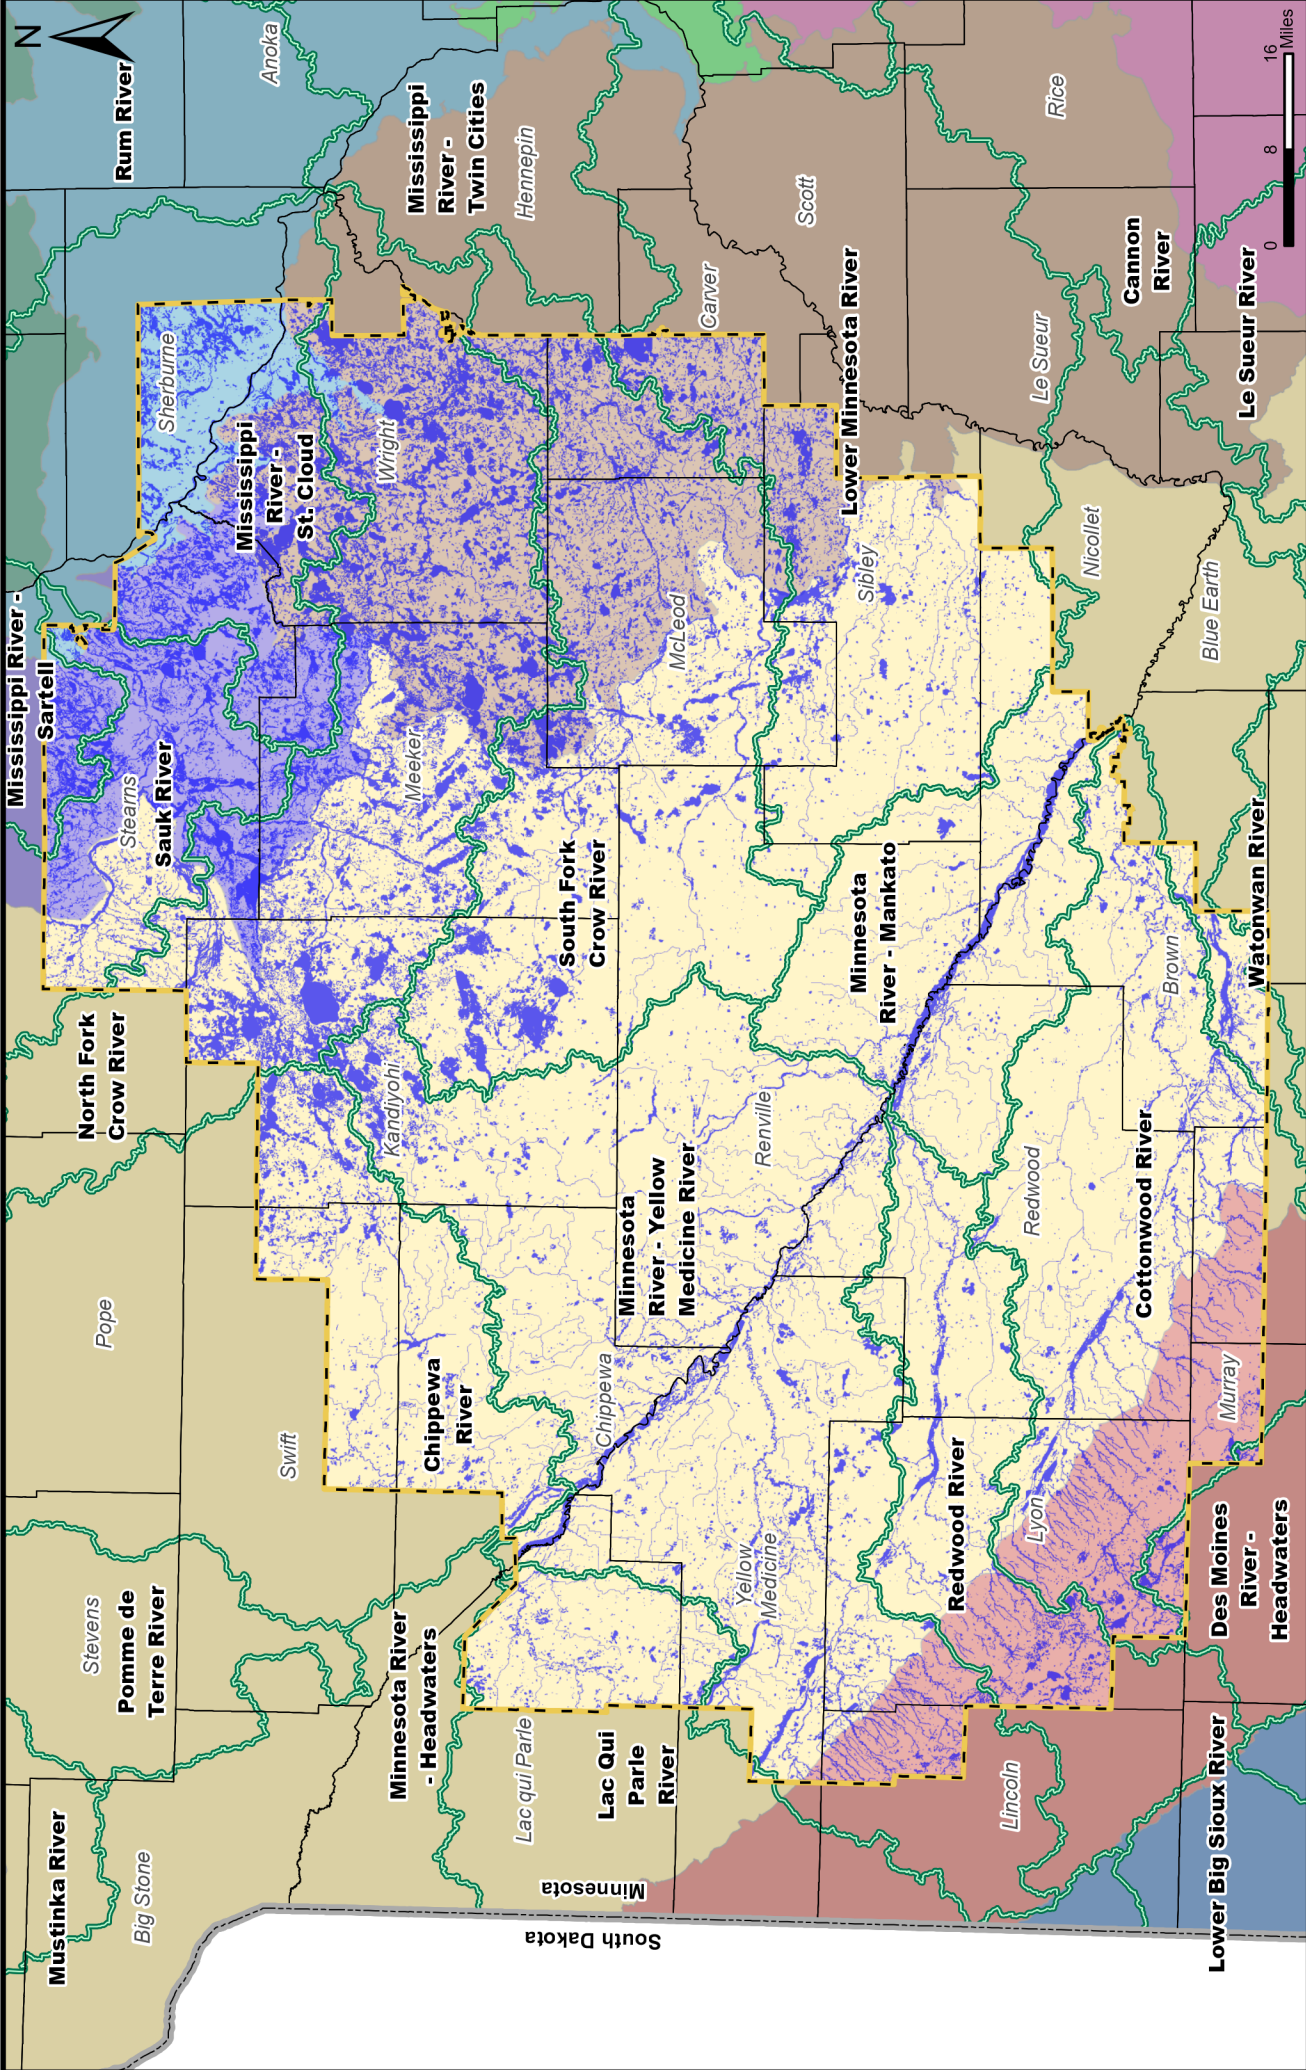 N
Mustinka River
Big Stone
Stevens
Pomme de
Terre River
Pope
Swift
North Fork
Crow River
Stearns
Sauk River
Mississippi River -
Sartell
Sherburne
Mississippi
River -
St. Cloud
Wright
Rum River
Anoka
Mississippi
River -
Twin Cities
Hennepin
Minnesota River
- Headwaters
Chippewa
River
Kandiyohi
Meeker
South Fork
Crow River
McLeod
Carver
Scott
Lac qui Parle
Lac Qui
Parle
River
Chippewa
Minnesota
River - Yellow
Medicine River
Renville
Minnesota
River - Mankato
Sibley
Lower Minnesota River
Yellow
Medicine
Redwood River
Redwood
Lyon
Lincoln
Cottonwood River
Brown
Nicollet
Le Sueur
Rice
Cannon
River
Le Sueur River
Blue Earth
Watonwan River
Murray
Des Moines
River -
Headwaters
Lower Big Sioux River
Minnesota
South Dakota
0 8 16
Miles